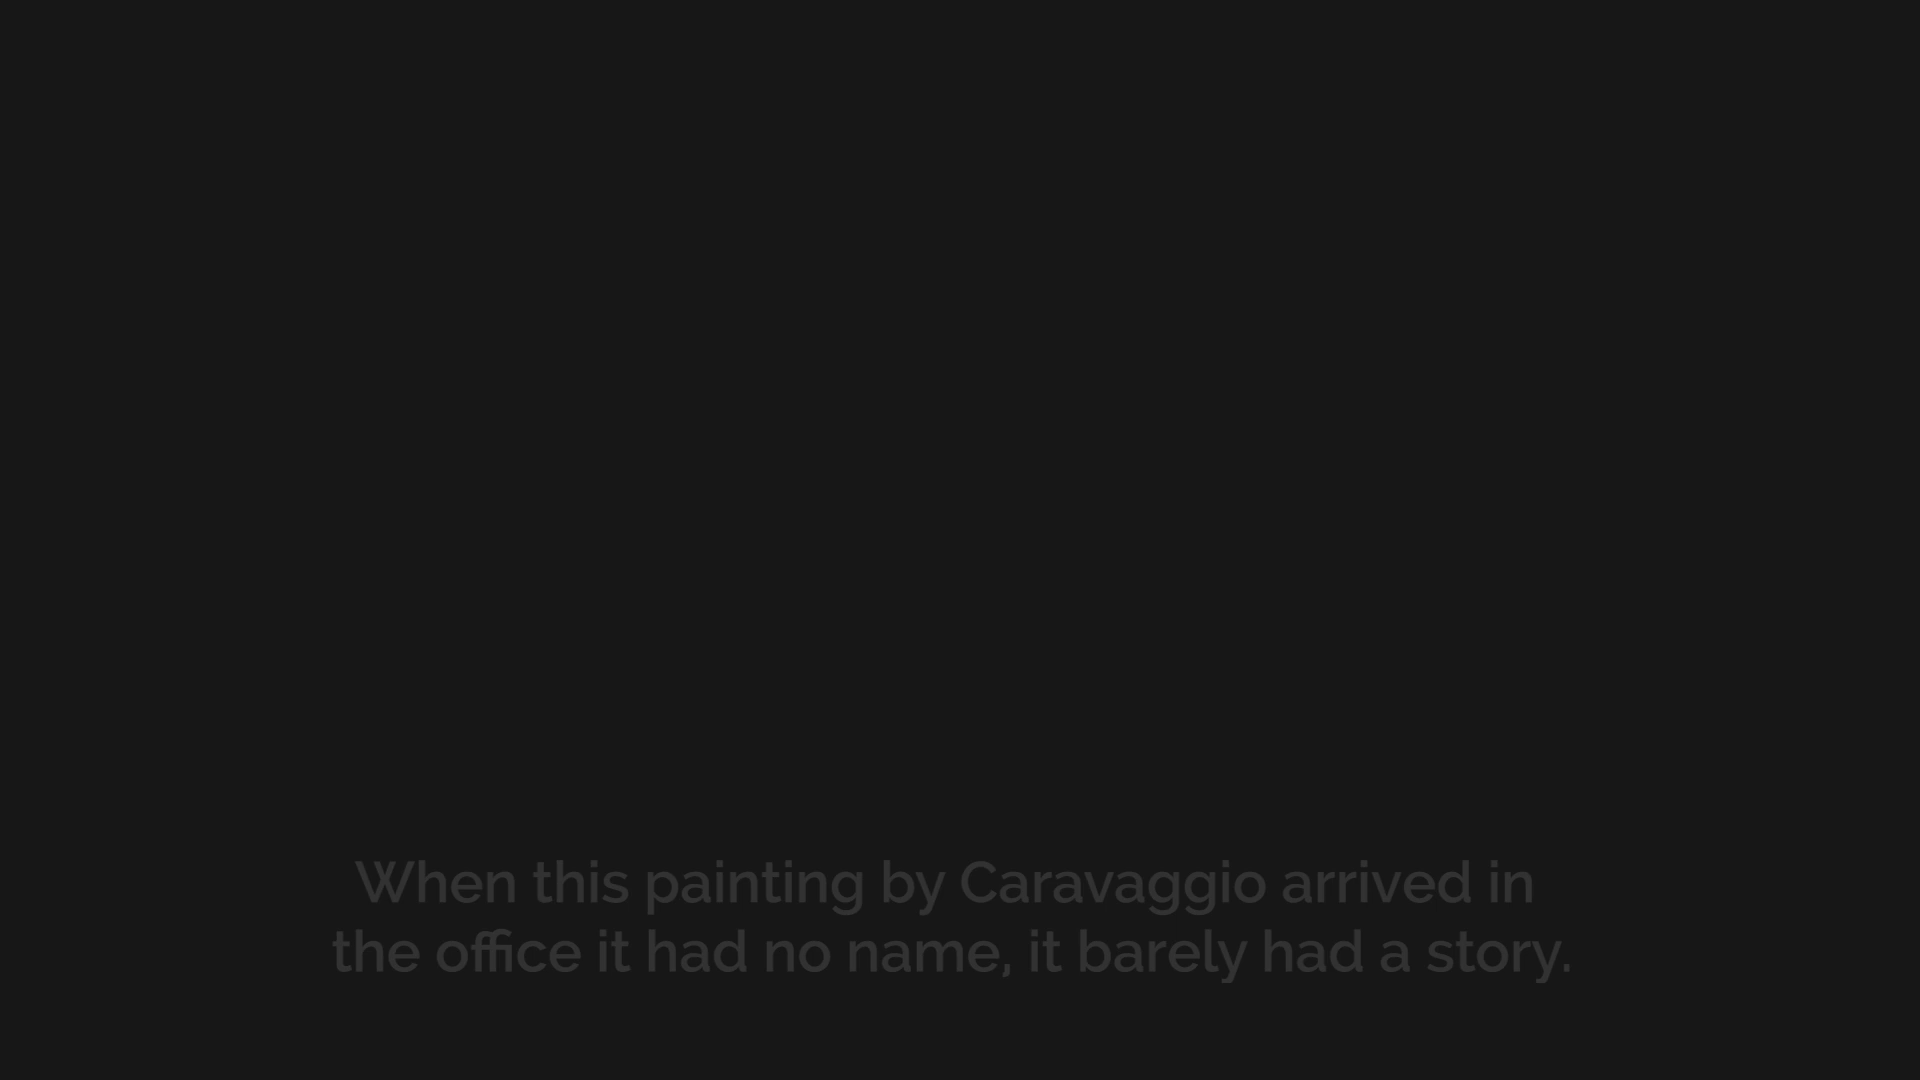 When this painting by Caravaggio arrived in
the office it had no name, it barely had a story.